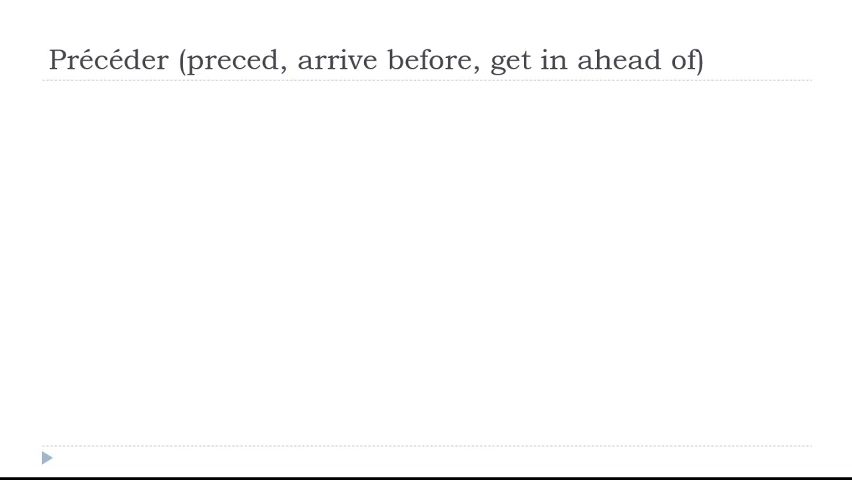 Précéder (preced, arrive before, get in ahead of)